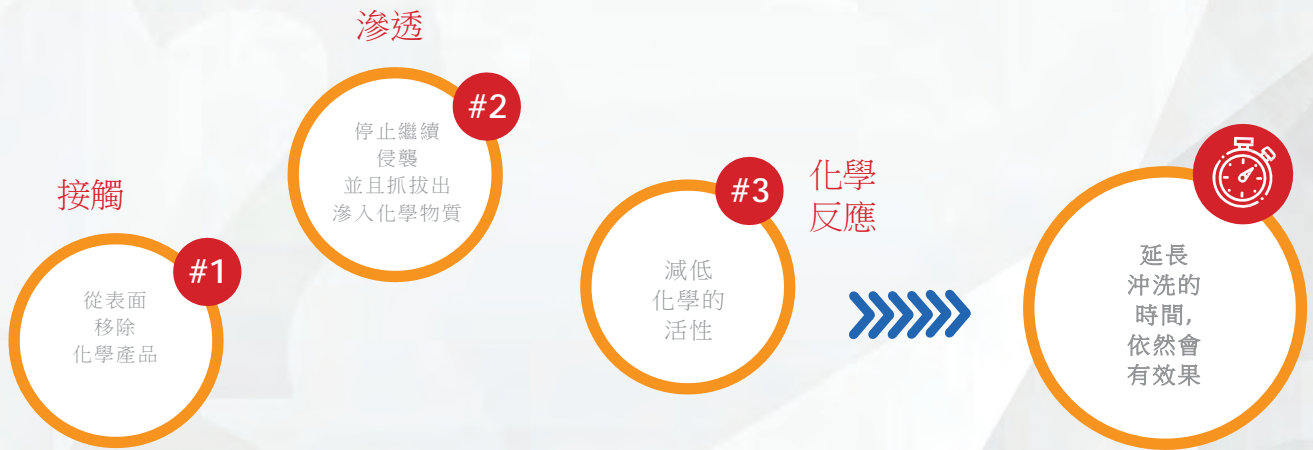 接觸
#1
從表面
移除
化學產品
滲透
#2
停止繼續
侵襲
並且抓拔出
滲入化學物質
#3
化學
反應
減低
化學的
活性
延長
沖洗的
時間,
依然會
有效果